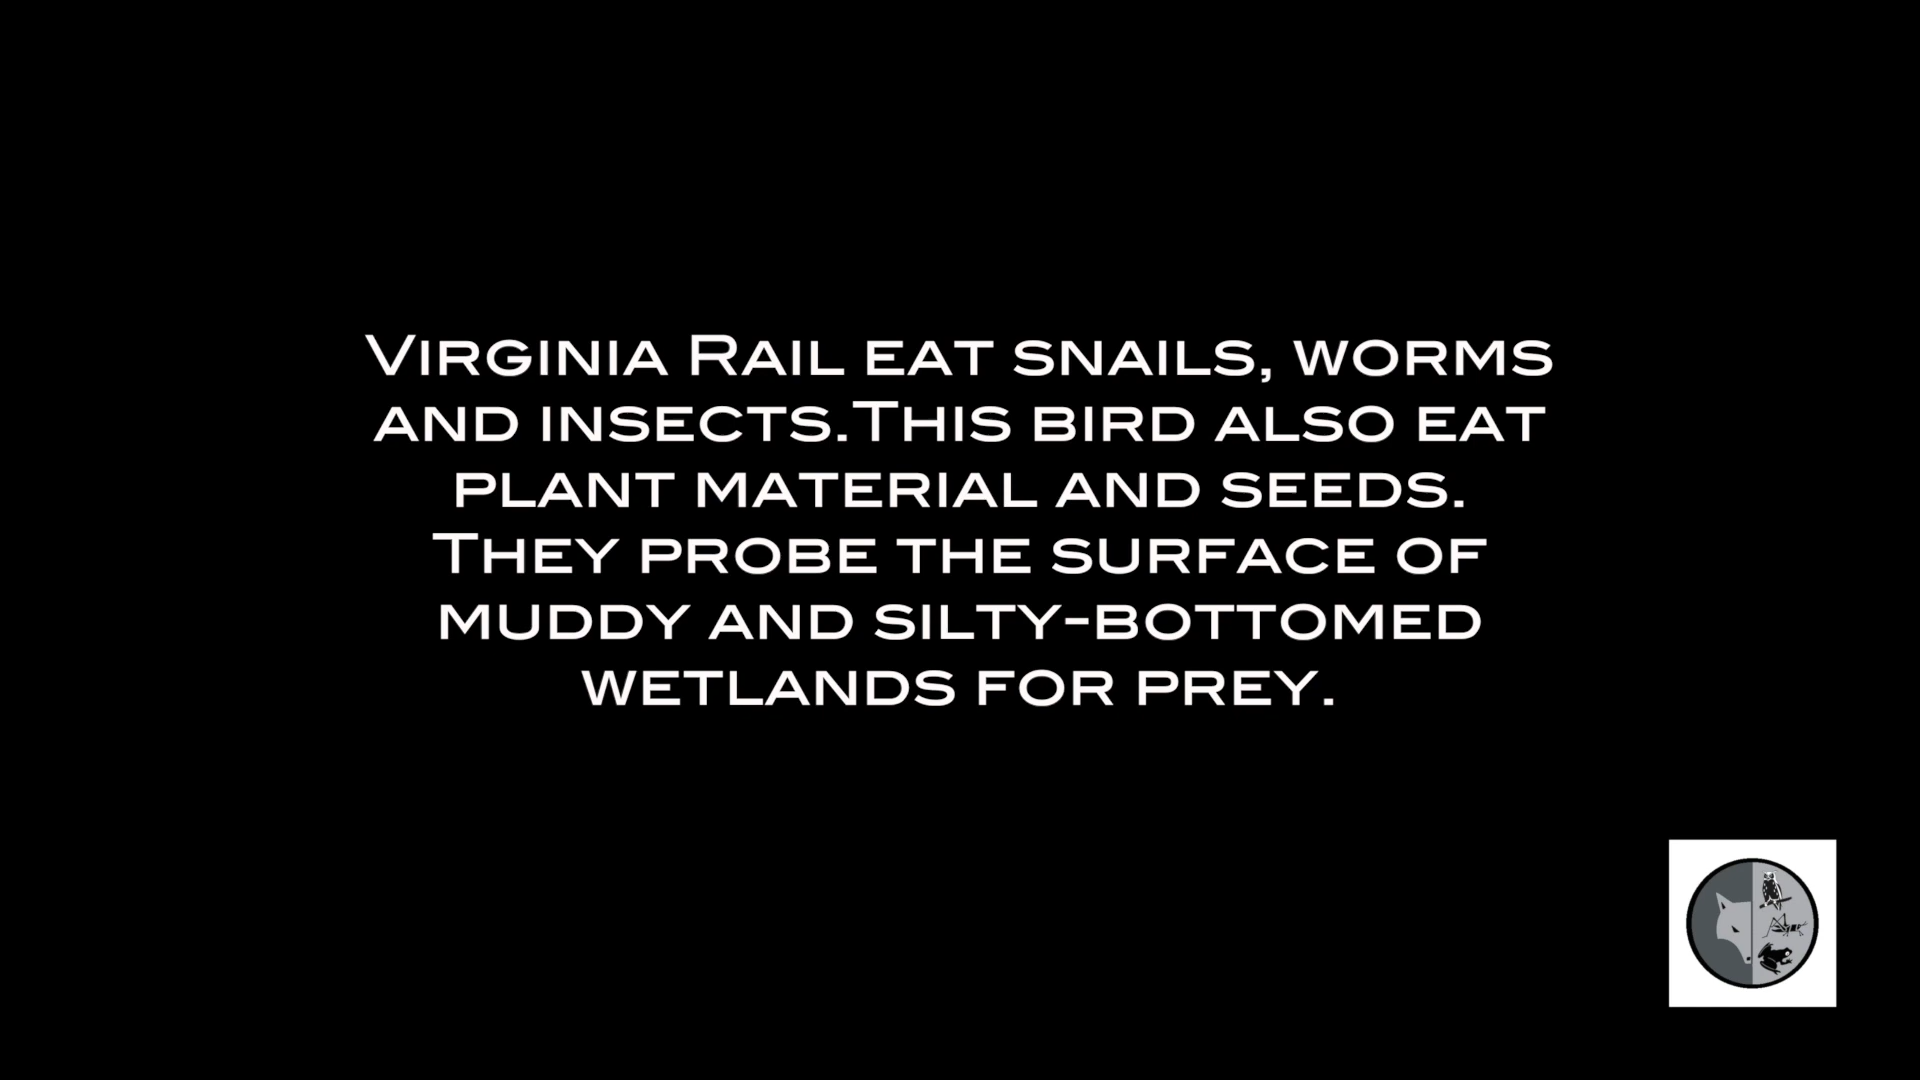 Virginia Rail eat snails, worms
and insects.This bird also eat
plant material and seeds.
They probe the surface of
muddy and silty-bottomed
wetlands for prey.